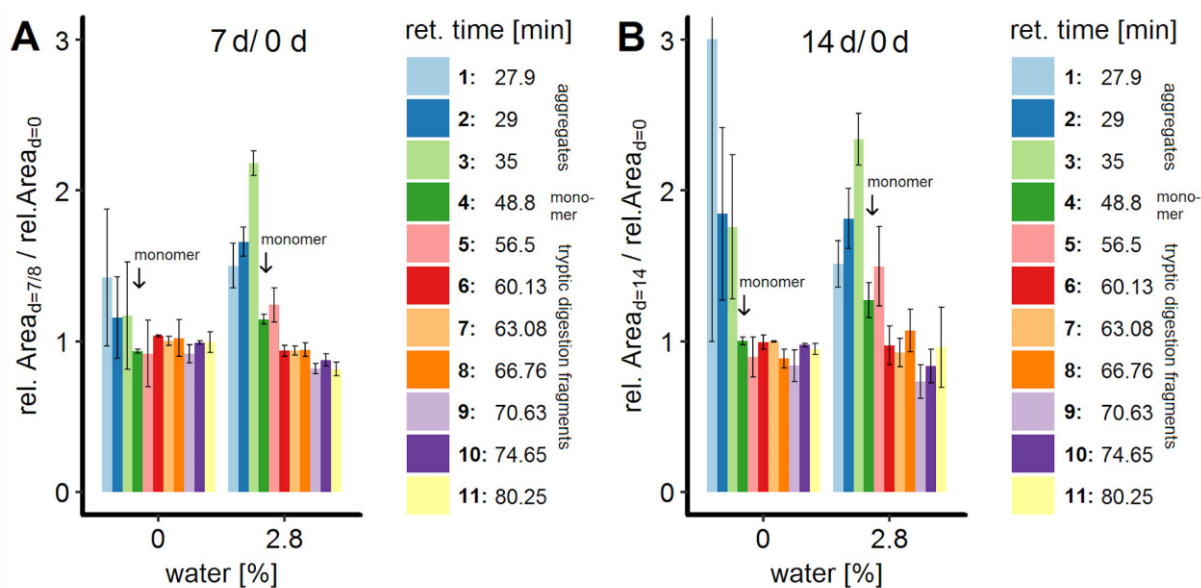 A
7 d/ 0 d
rel. Area d=7/8 / rel.Area d=0
3
2
1
0
monomer
monomer
0
2.8
water [%]
ret. time [min]
1: 27.9
2: 29
3: 35
4: 48.8
5: 56.5
6: 60.13
7: 63.08
8: 66.76
9: 70.63
10: 74.65
11: 80.25
aggregates
mono-
mer
tryptic digestion fragments
B
14 d/ 0 d
rel. Area d=14 / rel.Area d=0
3
2
1
0
monomer
monomer
0
2.8
water [%]
ret. time [min]
1: 27.9
2: 29
3: 35
4: 48.8
5: 56.5
6: 60.13
7: 63.08
8: 66.76
9: 70.63
10: 74.65
11: 80.25
aggregates
mono-
mer
tryptic digestion fragments